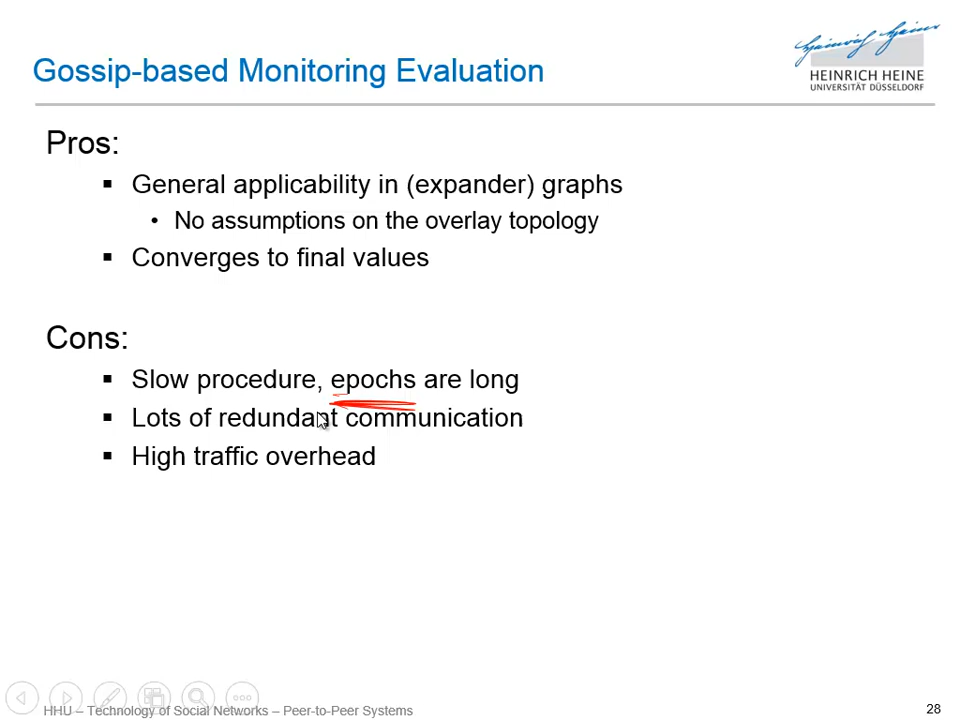 Gossip-based Monitoring Evaluation
Heinrich Heine
HEINRICH HEINE
UNIVERSITÄT DÜSSELDORF
Pros:
▪ General applicability in (expander) graphs
• No assumptions on the overlay topology
▪ Converges to final values
Cons:
▪ Slow procedure, epochs are long
▪ Lots of redundant communication
▪ High traffic overhead
HHU – Technology of Social Networks – Peer-to-Peer Systems
28